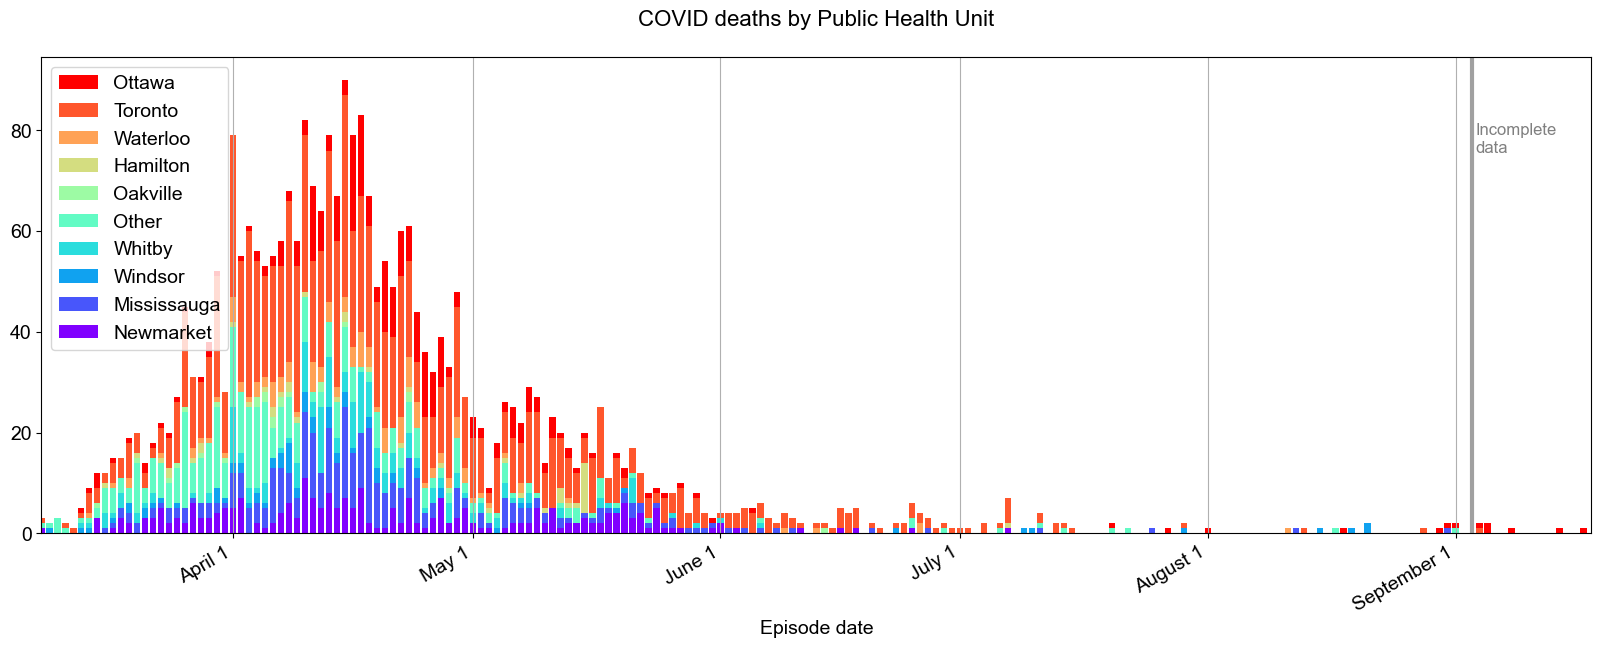 COVID deaths by Public Health Unit
Ottawa
Toronto
Waterloo
Hamilton
Oakville
Other
Whitby
Windsor
Mississauga
Newmarket
Incomplete
data
80
60
40
20
0
April 1
May 1
June 1
July 1
August 1
September 1
Episode date